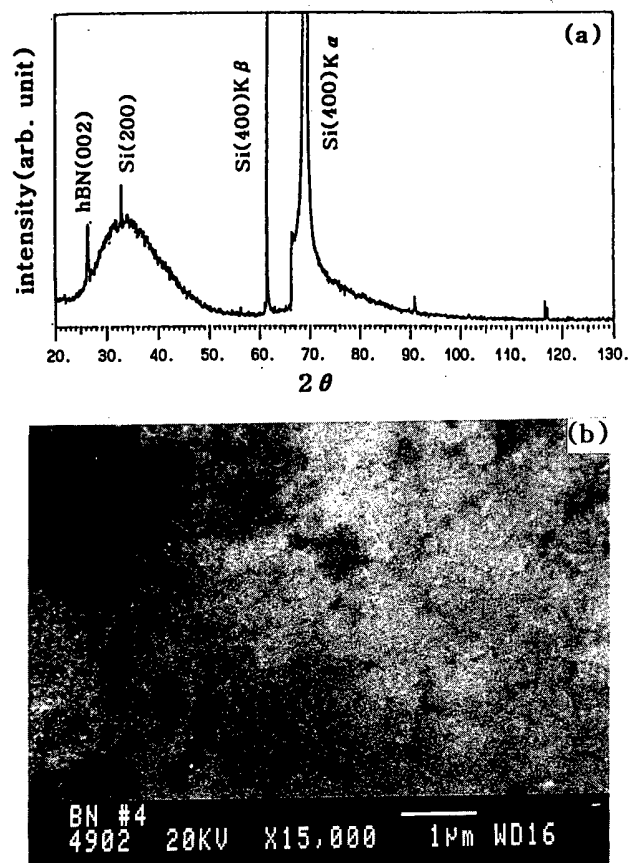 (a)
intensity(arb. unit)
hBN(002)
Si(200)
Si(400)Kβ
Si(400)Kα
20. 30. 40. 50. 60. 70. 80. 90. 100. 110. 120. 130.
2θ
(b)
BN #4
4902 20KV X15,000 1μm WD16